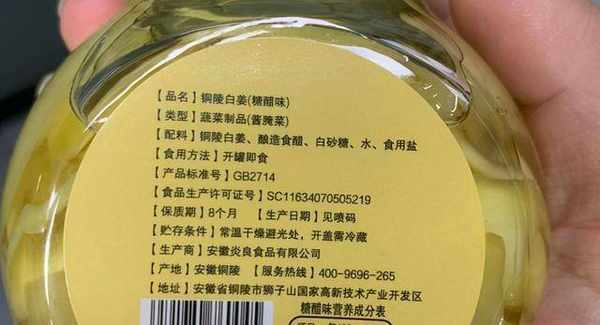 【品名】铜陵白姜(糖醋味)
【类型】蔬菜制品(酱腌菜)
【配料】铜陵白姜、酿造食醋、白砂糖、水、食用盐
【食用方法】开罐即食
【产品标准号】GB2714
【食品生产许可证号】SC11634070505219
【保质期】8个月 【生产日期】见喷码
【贮存条件】常温干燥避光处，开盖需冷藏
【生产商】安徽炎良食品有限公司
【产地】安徽铜陵 【服务热线】400-9696-265
【地址】安徽省铜陵市狮子山国家高新技术产业开发区
糖醋味营养成分表